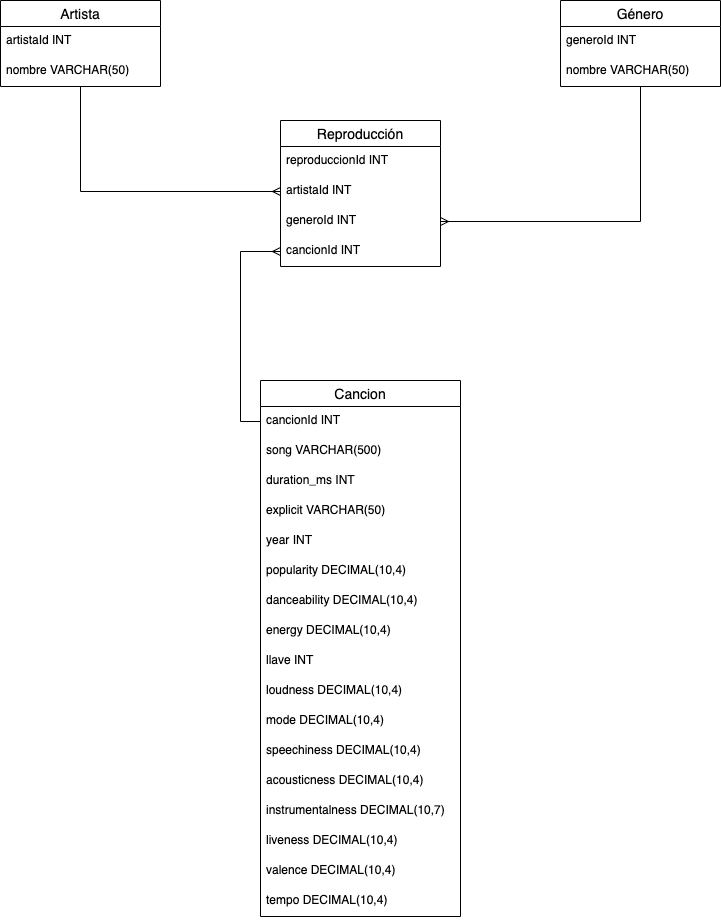 Artista
artistaId INT
nombre VARCHAR(50)
Género
generoId INT
nombre VARCHAR(50)
Reproducción
reproduccionId INT
artistaId INT
generoId INT
cancionId INT
Cancion
cancionId INT
song VARCHAR(500)
duration_ms INT
explicit VARCHAR(50)
year INT
popularity DECIMAL(10,4)
danceability DECIMAL(10,4)
energy DECIMAL(10,4)
llave INT
loudness DECIMAL(10,4)
mode DECIMAL(10,4)
speechiness DECIMAL(10,4)
acousticness DECIMAL(10,4)
instrumentalness DECIMAL(10,7)
liveness DECIMAL(10,4)
valence DECIMAL(10,4)
tempo DECIMAL(10,4)